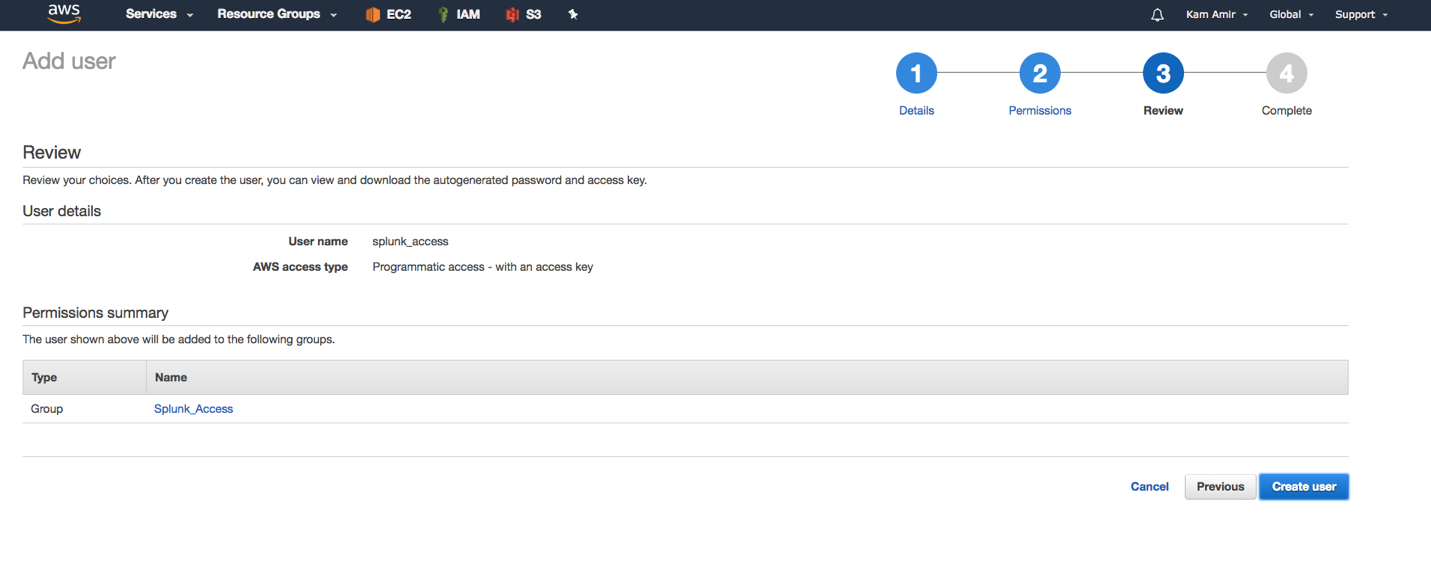 aws Services Resource Groups EC2 IAM S3 Kam Amir Global Support
Add user
1 2 3 4
Details Permissions Review Complete
Review
Review your choices. After you create the user, you can view and download the autogenerated password and access key.
User details
User name splunk_access
AWS access type Programmatic access - with an access key
Permissions summary
The user shown above will be added to the following groups.
Type Name
Group Splunk_Access
Cancel Previous Create user